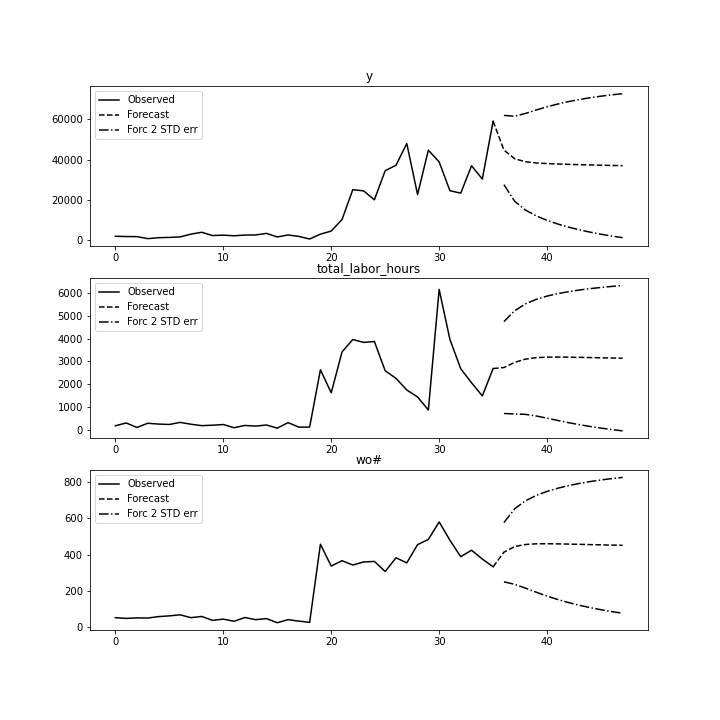 y
Observed
Forecast
Forc 2 STD err
60000
40000
20000
0
0 10 20 30 40
total_labor_hours
Observed
Forecast
Forc 2 STD err
6000
5000
4000
3000
2000
1000
0
0 10 20 30 40
wo#
Observed
Forecast
Forc 2 STD err
800
600
400
200
0
0 10 20 30 40